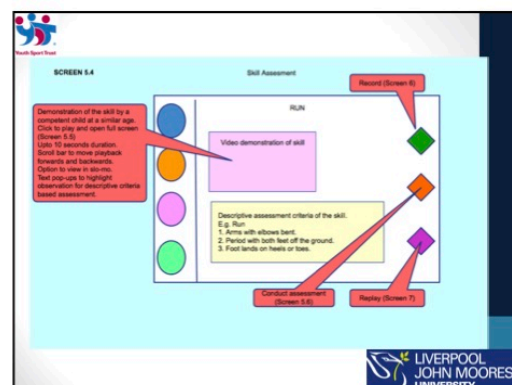 Youth Sport Trust
SCREEN 5.4
Skill Assesment
Record (Screen 6)
RUN
Demonstration of the skill by a
competent child at a similar age.
Click to play and open full screen
(Screen 5.5)
Upto 10 seconds duration.
Scroll bar to move playback
forwards and backwards.
Option to view in slo-mo.
Text pop-ups to highlight
observation for descriptive criteria
based assessment.
Video demonstration of skill
Descriptive assessment criteria of the skill.
E.g. Run
1. Arms with elbows bent.
2. Period with both feet off the ground.
3. Foot lands on heels or toes.
Conduct assessment
(Screen 5.6)
Replay (Screen 7)
LIVERPOOL
JOHN MOORES
UNIVERSITY